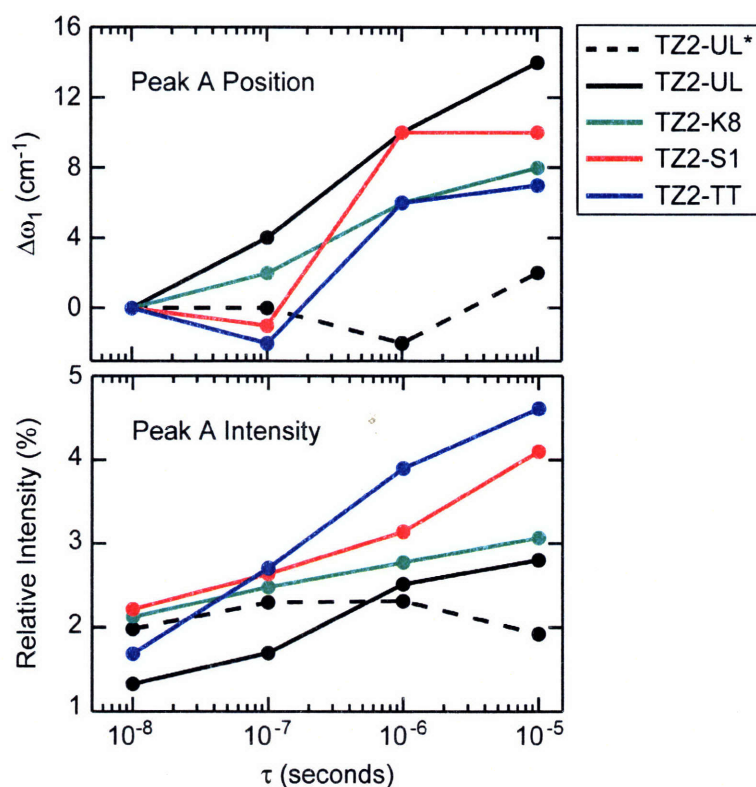 16
12
8
4
0
Δω₁ (cm⁻¹)
Peak A Position
TZ2-UL*
TZ2-UL
TZ2-K8
TZ2-S1
TZ2-TT
5
4
3
2
1
Relative Intensity (%)
Peak A Intensity
10⁻⁸ 10⁻⁷ 10⁻⁶ 10⁻⁵
τ (seconds)